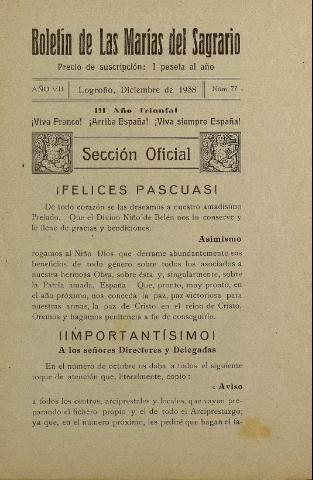 Boletín de Las Marías del Sagrario
Precio de suscripción: 1 peseta al año
AÑO VII Logroño, Diciembre de 1938 Núm 77
III Año Triunfal
¡Viva Franco! ¡Arriba España! ¡Viva siempre España!
Sección Oficial
¡FELICES PASCUAS!
De todo corazón se las deseamos a nuestro amadísimo
Prelado. Que el Divino Niño de Belén nos lo conserve y
le llene de gracias y bendiciones.
Asimismo
rogamos al Niño Dios que derrame abundantemente sus
beneficios de todo género sobre todos los asociados a
nuestra hermosa Obra, sobre ésta y, singularmente, sobre
la Patria amada, España Que, pronto, muy pronto, en
el año próximo, nos conceda la paz, paz victoriosa para
nuestras armas, la paz de Cristo en el reino de Cristo.
Oremos y hagamos penitencia a fin de conseguirlo.
¡IMPORTANTÍSIMO!
A los señores Directores y Delegadas
En el número de octubre os daba a todos el siguiente
toque de atención que, literalmente, copio:
« Aviso
a todos los centros, arciprestales y locales, que vayan pre-
parando el fichero propio y el de todo el Arciprestazgo;
ya que, en el número próximo, les pediré que hagan el ta-